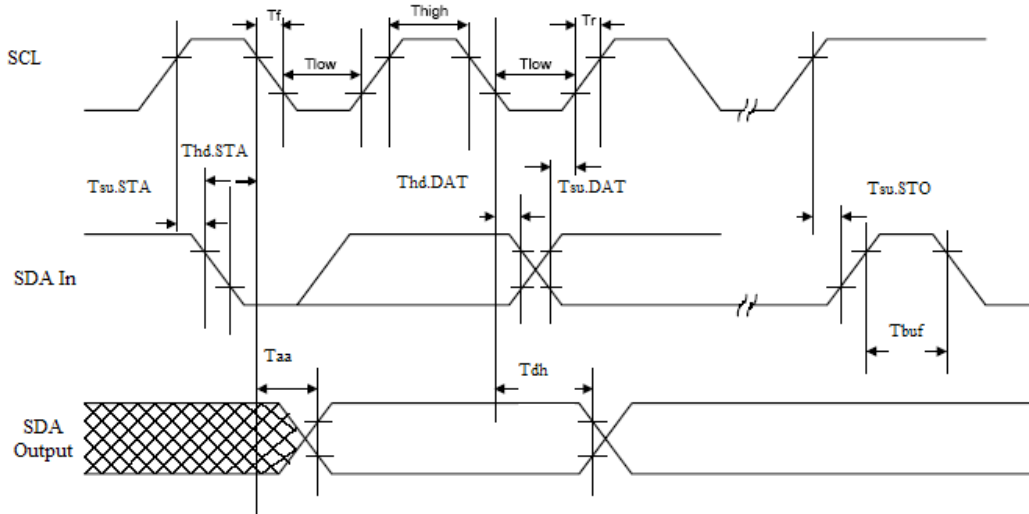 Tf
Thigh
Tr
SCL
Tlow
Tlow
Thd.STA
Tsu.STA
Thd.DAT
Tsu.DAT
Tsu.STO
SDA In
Tbuf
Taa
Tdh
SDA
Output